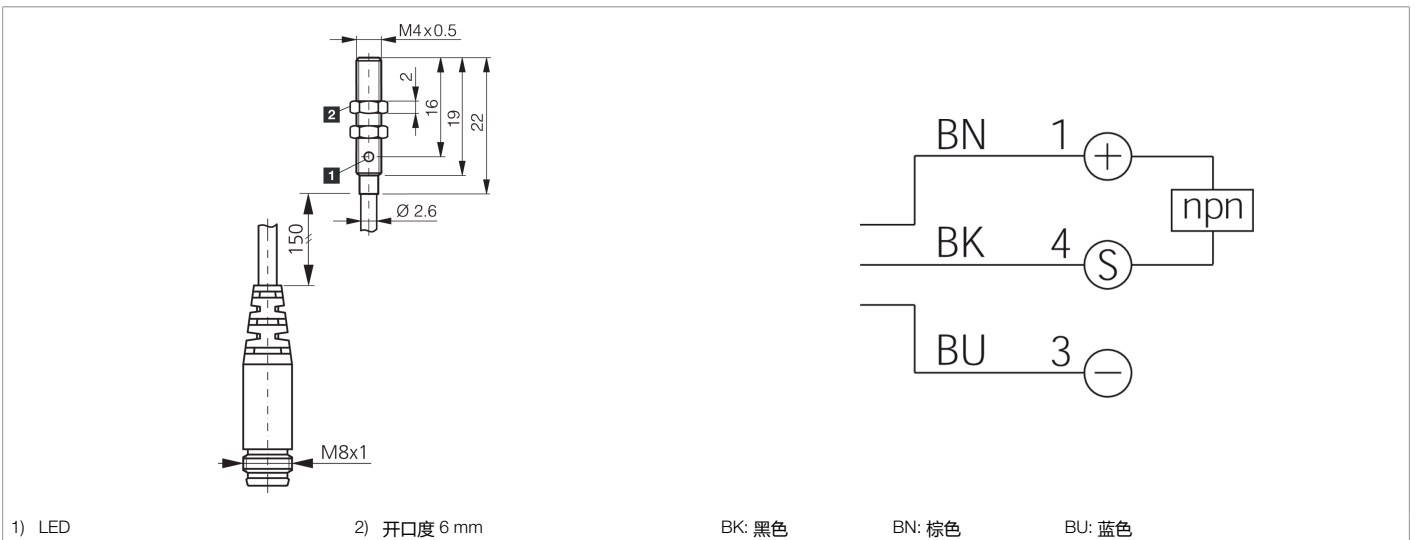 M4x0.5
2
16
19
22
2
1
Ø 2.6
150
M8x1
BN 1 +
npn
BK 4 S
BU 3 −
1) LED
2) 开口度 6 mm
BK: 黑色
BN: 棕色
BU: 蓝色